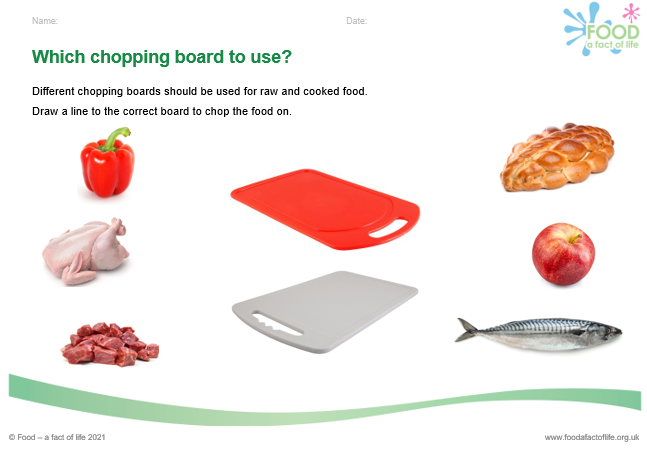 Name:
Date:
FOOD
a fact of life
Which chopping board to use?
Different chopping boards should be used for raw and cooked food.
Draw a line to the correct board to chop the food on.
© Food – a fact of life 2021
www.foodafactoflife.org.uk